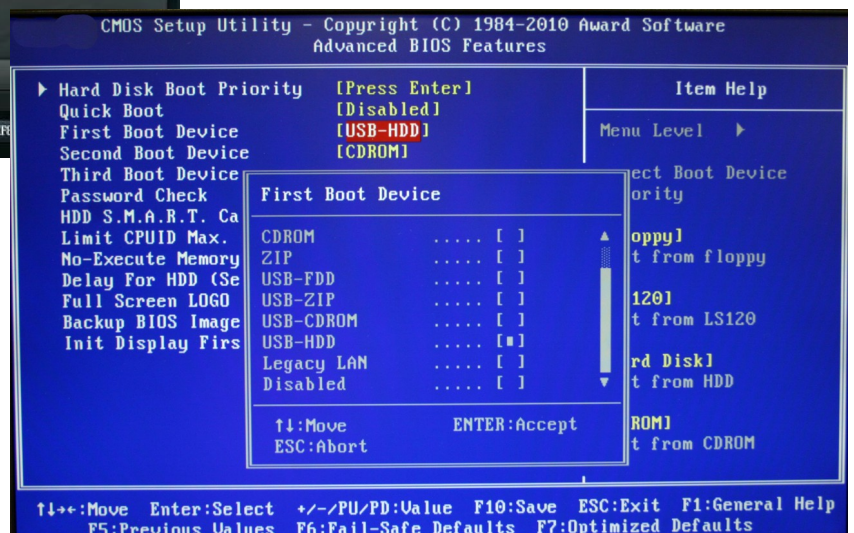 CMOS Setup Utility - Copyright (C) 1984-2010 Award Software
Advanced BIOS Features
▶ Hard Disk Boot Priority [Press Enter]
Quick Boot [Disabled]
First Boot Device [USB-HDD]
Second Boot Device [CDROM]
Third Boot Device
Password Check
HDD S.M.A.R.T. Ca
Limit CPUID Max.
No-Execute Memory
Delay For HDD (Se
Full Screen LOGO
Backup BIOS Image
Init Display Firs
First Boot Device
CDROM ..... [ ]
ZIP ..... [ ]
USB-FDD ..... [ ]
USB-ZIP ..... [ ]
USB-CDROM ..... [ ]
USB-HDD ..... [■]
Legacy LAN ..... [ ]
Disabled ..... [ ]
↑↓:Move ENTER:Accept
ESC:Abort
Item Help
Menu Level ▶
ect Boot Device
ority
oppy]
t from floppy
120]
t from LS120
rd Disk]
t from HDD
ROM]
t from CDROM
↑↓→←:Move Enter:Select +/-/PU/PD:Value F10:Save ESC:Exit F1:General Help
F5:Previous Values F6:Fail-Safe Defaults F7:Optimized Defaults